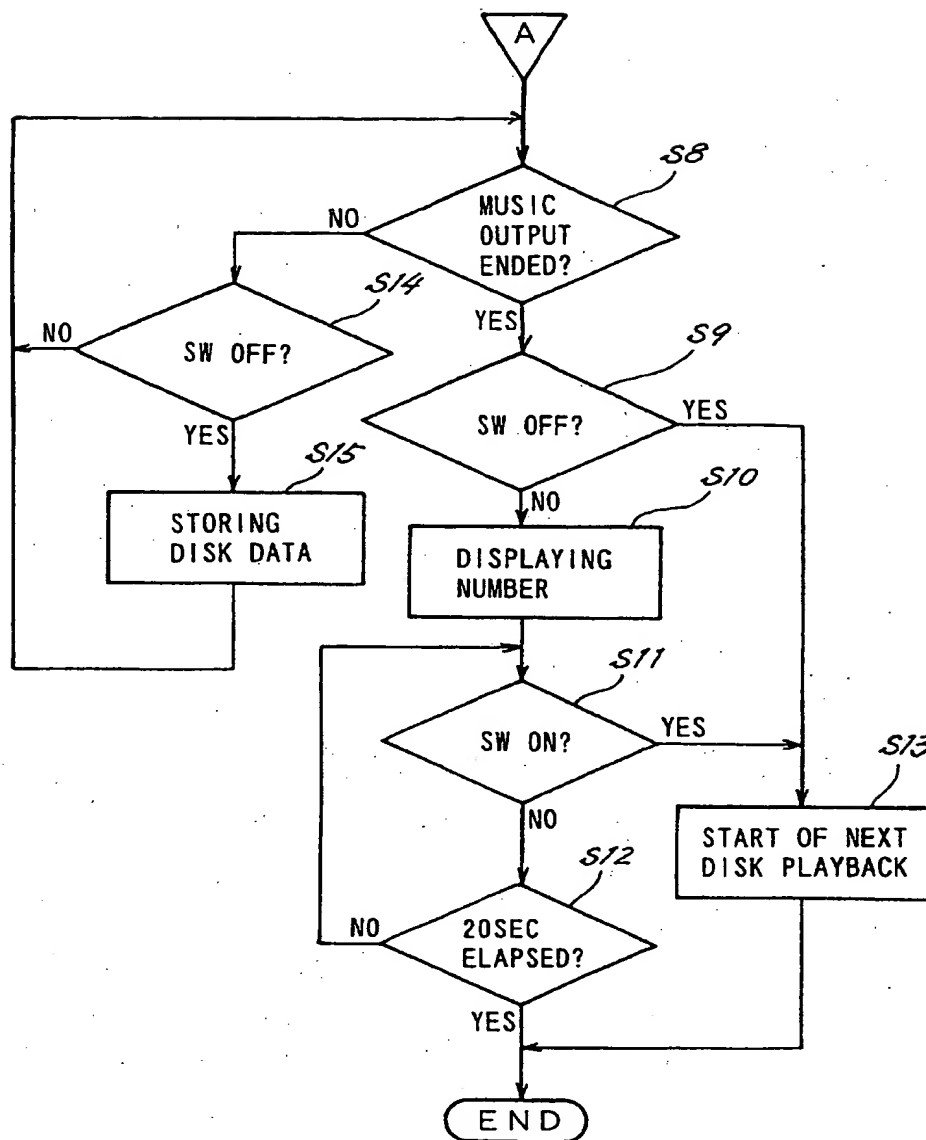 A
S8
MUSIC
OUTPUT
ENDED?
NO
YES
S14
SW OFF?
NO
YES
S9
SW OFF?
YES
NO
S15
STORING
DISK DATA
S10
DISPLAYING
NUMBER
S11
SW ON?
YES
NO
S13
START OF NEXT
DISK PLAYBACK
S12
20SEC
ELAPSED?
NO
YES
END